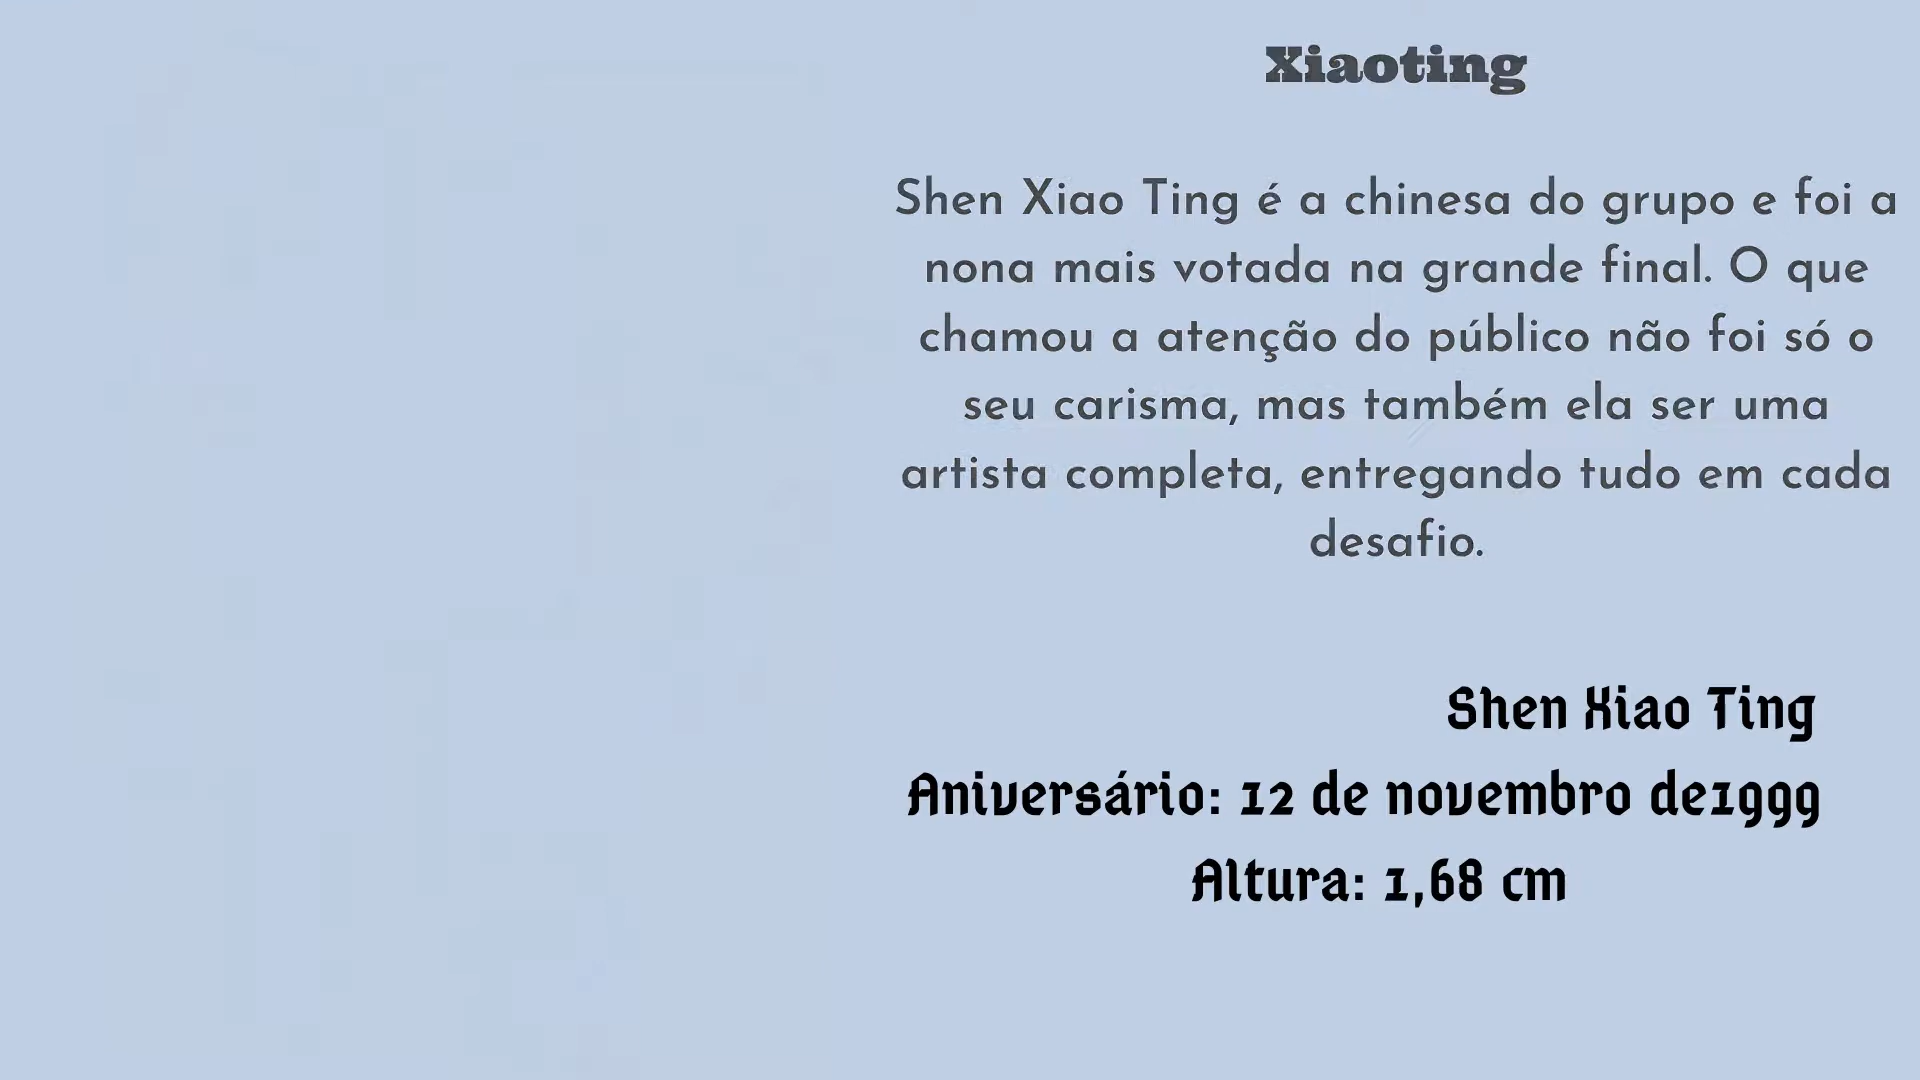 Xiaoting
Shen Xiao Ting é a chinesa do grupo e foi a
nona mais votada na grande final. O que
chamou a atenção do público não foi só o
seu carisma, mas também ela ser uma
artista completa, entregando tudo em cada
desafio.
Shen Xiao Ting
Aniversário: 12 de novembro de1999
Altura: 1,68 cm